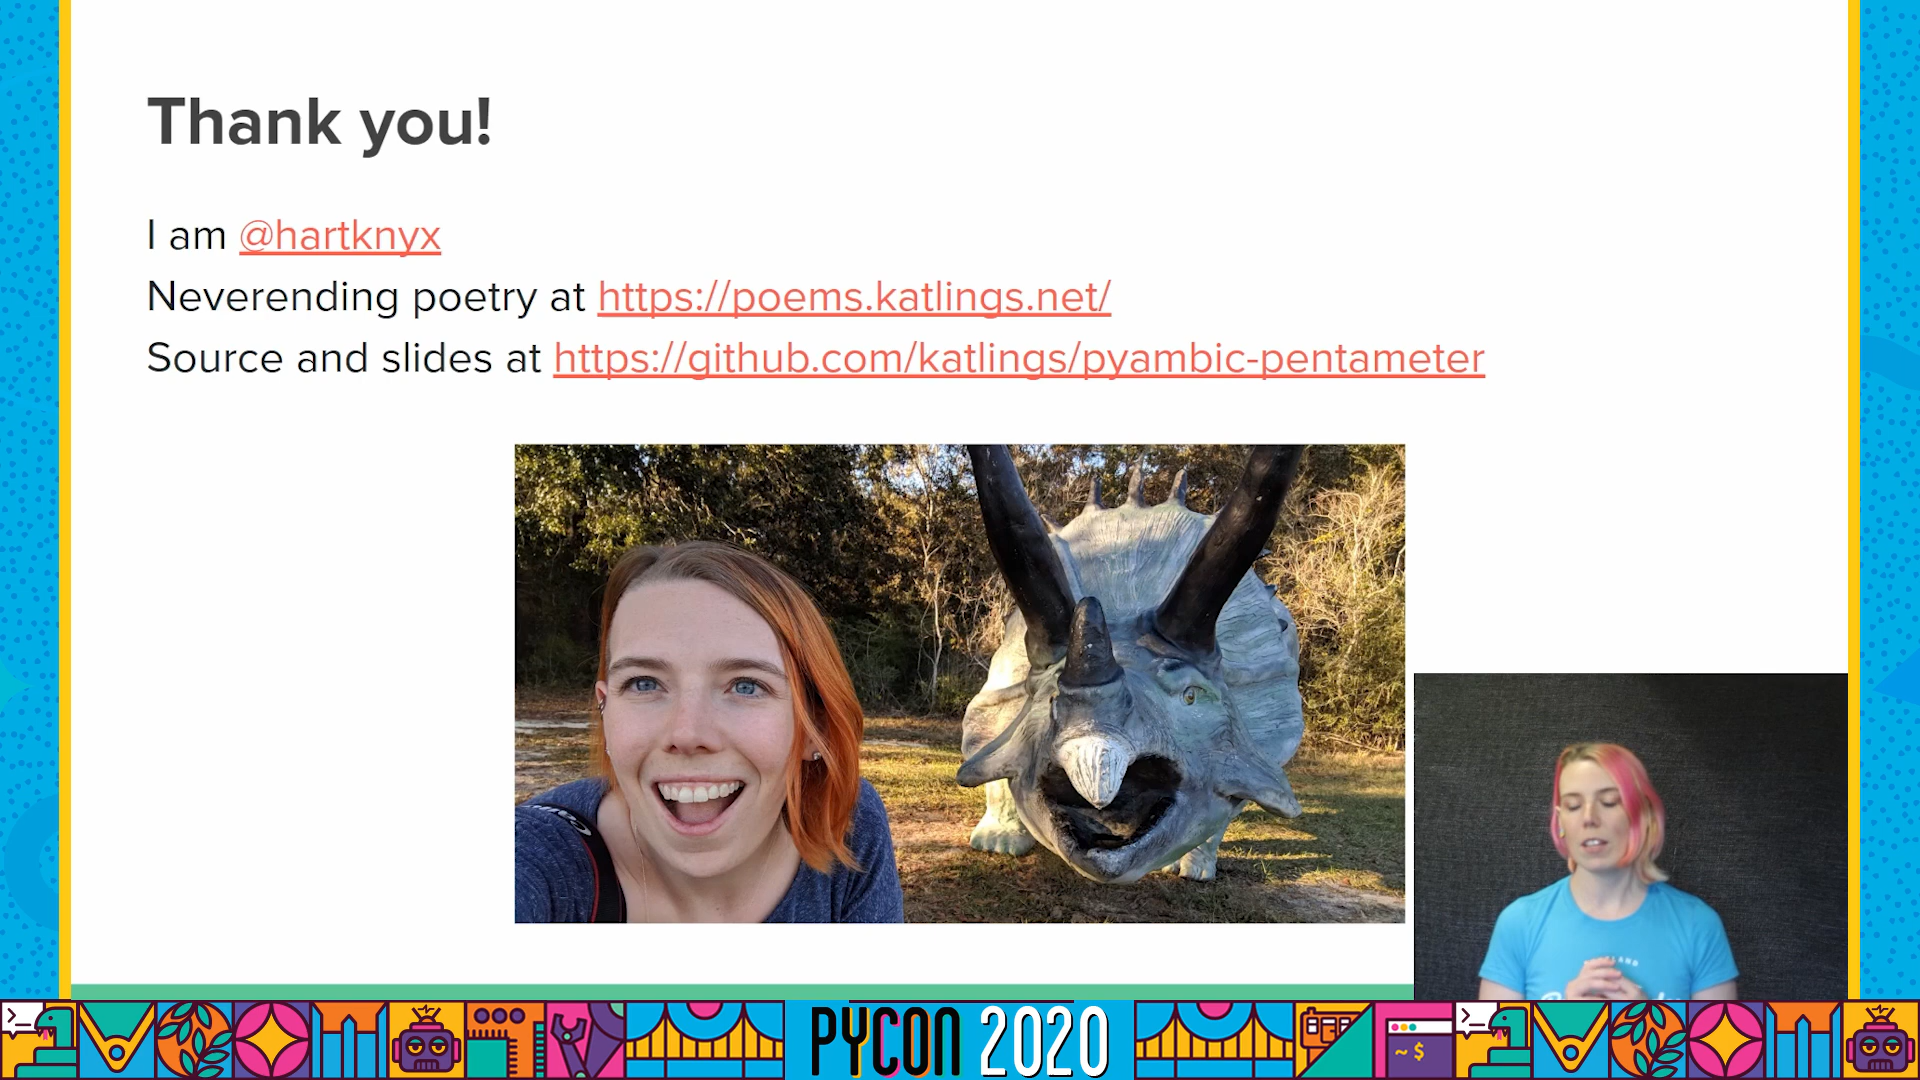 Thank you!
I am @hartknyx
Neverending poetry at https://poems.katlings.net/
Source and slides at https://github.com/katlings/pyambic-pentameter
PYCON 2020
~ $